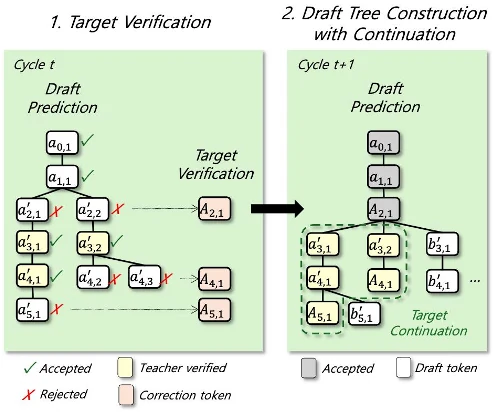 1. Target Verification
Cycle t
Draft
Prediction
a0,1 ✓
a1,1 ✓
a′2,1 ✗ a′2,2 ✗
a′3,1 ✓ a′3,2 ✓
a′4,1 ✓ a′4,2 ✗ a′4,3 ✗
a′5,1 ✗
Target
Verification
A2,1
A4,1
A5,1
✓ Accepted
Teacher verified
✗ Rejected
Correction token
2. Draft Tree Construction
with Continuation
Cycle t+1
Draft
Prediction
a0,1
a1,1
A2,1
a′3,1 a′3,2 b′3,1
a′4,1 A4,1 b′4,1 ...
A5,1 b′5,1
Target
Continuation
Accepted
Draft token